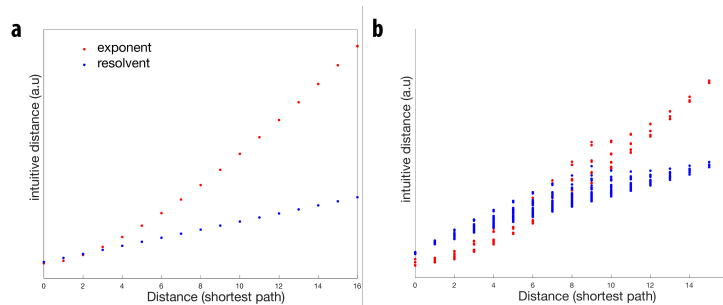 a
exponent
resolvent
intuitive distance (a.u)
0 2 4 6 8 10 12 14 16
Distance (shortest path)
b
intuitive distance (a.u)
0 2 4 6 8 10 12 14
Distance (shortest path)